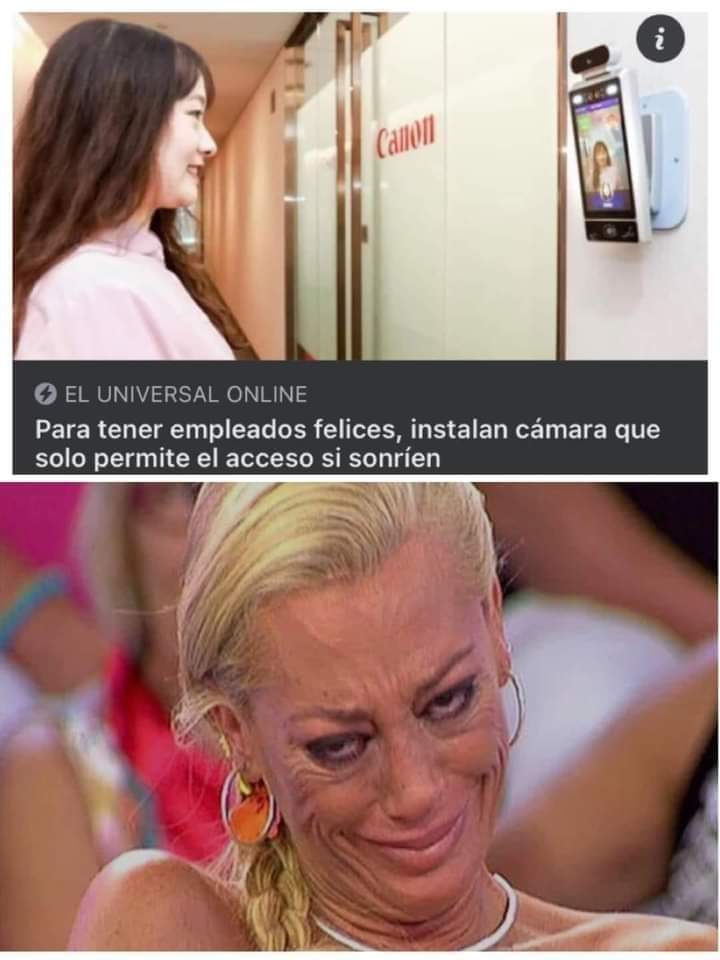 Canon
EL UNIVERSAL ONLINE
Para tener empleados felices, instalan cámara que
solo permite el acceso si sonríen